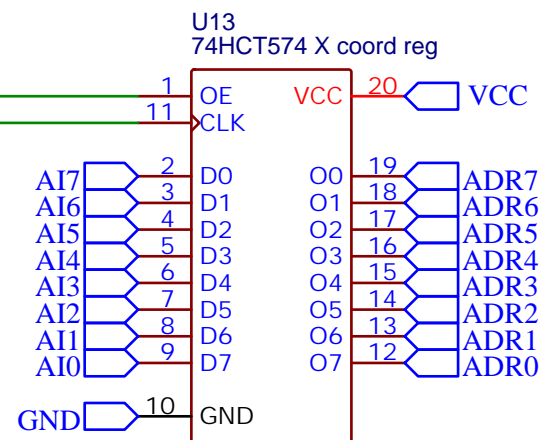 U13
74HCT574 X coord reg
1 OE VCC 20 VCC
11 CLK
AI7 2 D0 O0 19 ADR7
AI6 3 D1 O1 18 ADR6
AI5 4 D2 O2 17 ADR5
AI4 5 D3 O3 16 ADR4
AI3 6 D4 O4 15 ADR3
AI2 7 D5 O5 14 ADR2
AI1 8 D6 O6 13 ADR1
AI0 9 D7 O7 12 ADR0
GND 10 GND